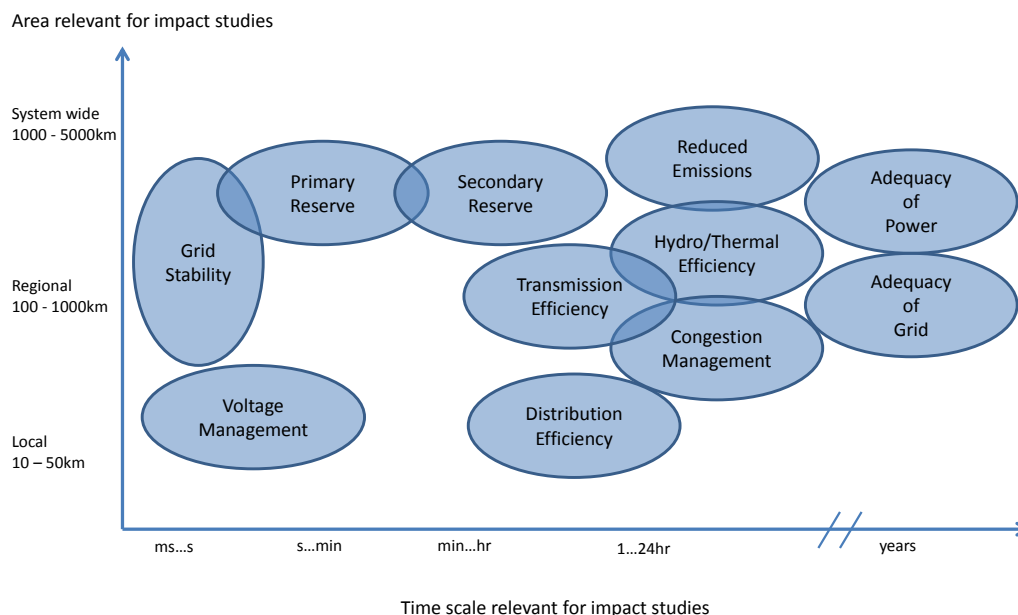 Area relevant for impact studies
System wide
1000 - 5000km
Reduced
Emissions
Primary
Reserve
Secondary
Reserve
Adequacy
of
Power
Grid
Stability
Hydro/Thermal
Efficiency
Regional
100 - 1000km
Transmission
Efficiency
Adequacy
of
Grid
Congestion
Management
Voltage
Management
Distribution
Efficiency
Local
10 – 50km
ms...s
s...min
min...hr
1...24hr
years
Time scale relevant for impact studies